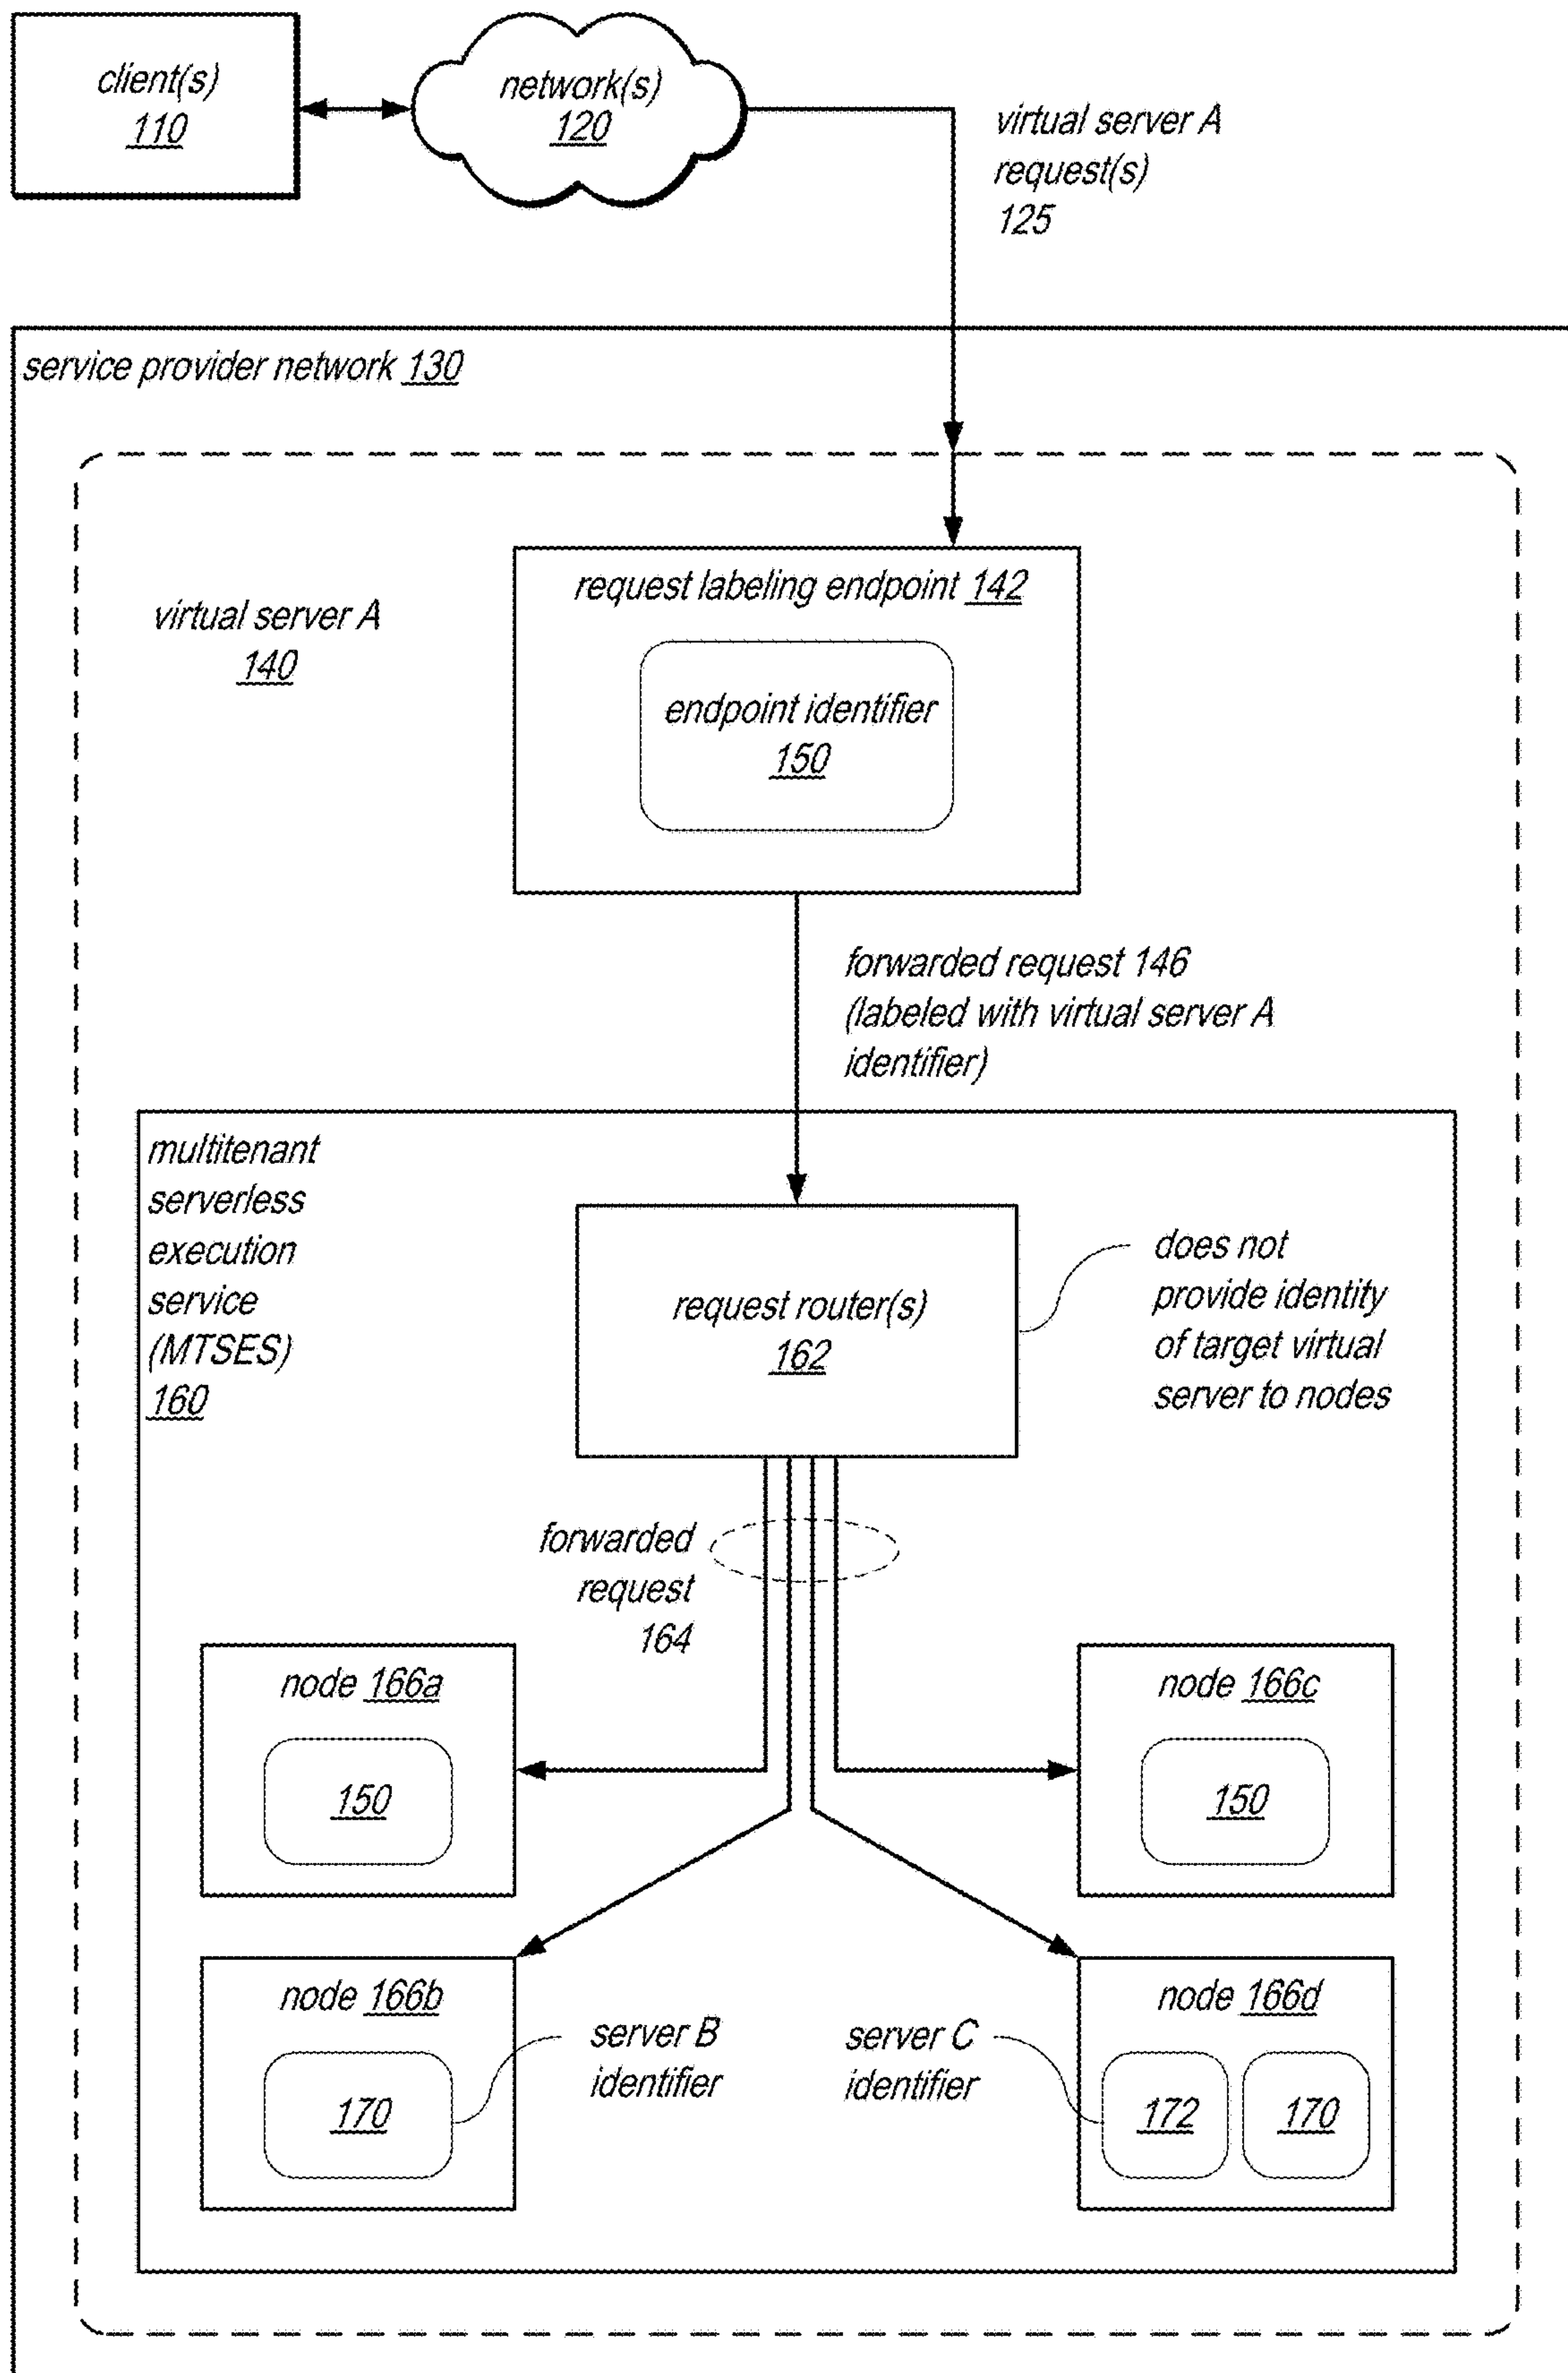 client(s)
110
network(s)
120
virtual server A
request(s)
125
service provider network 130
request labeling endpoint 142
virtual server A
140
endpoint identifier
150
forwarded request 146
(labeled with virtual server A
identifier)
multitenant
serverless
execution
service
(MTSES)
160
request router(s)
162
does not
provide identity
of target virtual
server to nodes
forwarded
request
164
node 166a
150
node 166c
150
node 166b
170
server B
identifier
server C
identifier
node 166d
172
170